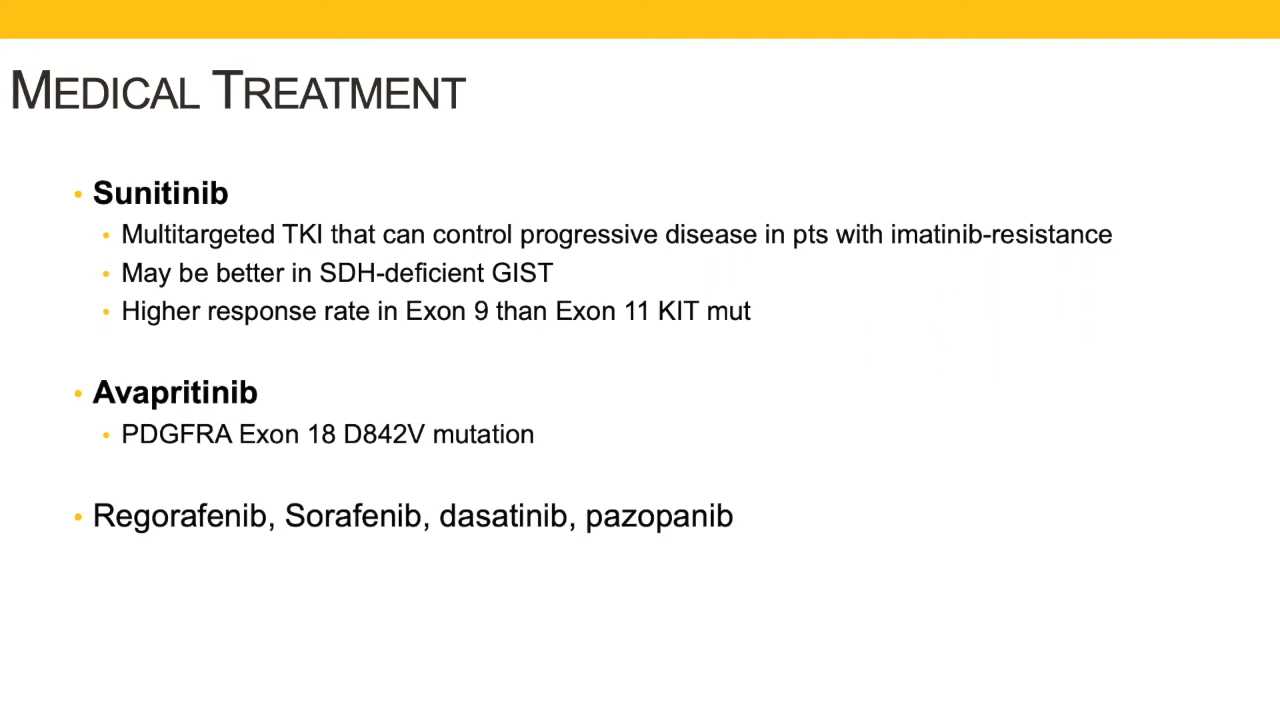 MEDICAL TREATMENT
• Sunitinib
• Multitargeted TKI that can control progressive disease in pts with imatinib-resistance
• May be better in SDH-deficient GIST
• Higher response rate in Exon 9 than Exon 11 KIT mut
• Avapritinib
• PDGFRA Exon 18 D842V mutation
• Regorafenib, Sorafenib, dasatinib, pazopanib